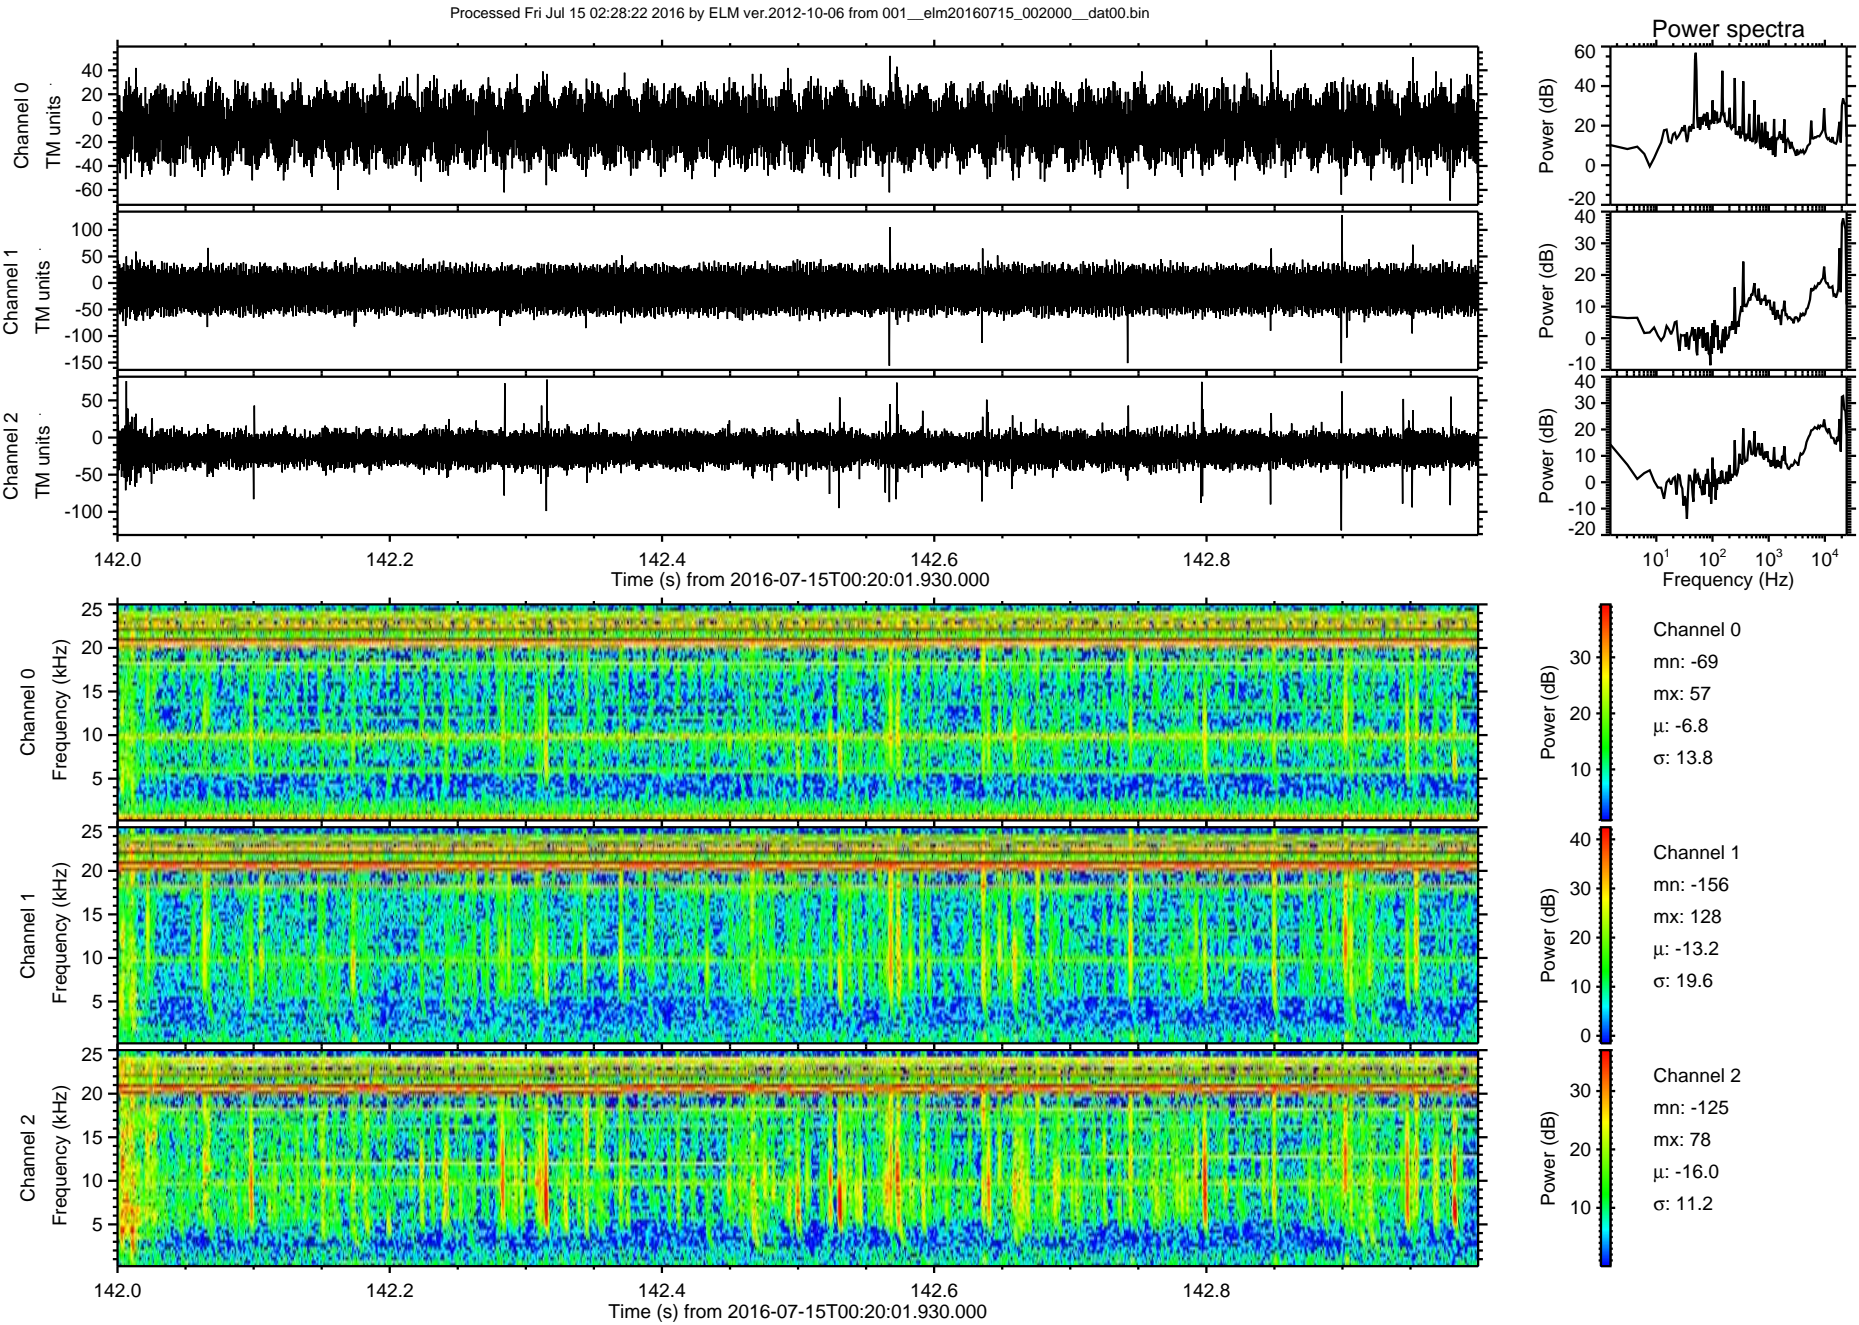 Processed Fri Jul 15 02:28:22 2016 by ELM ver.2012-10-06 from 001__elm20160715_002000__dat00.bin
Power spectra
Channel 0
TM units
40
20
0
-20
-40
-60
Power (dB)
60
40
20
0
-20
Channel 1
TM units
100
50
0
-50
-100
-150
Power (dB)
40
30
20
10
0
-10
Channel 2
TM units
50
0
-50
-100
Power (dB)
40
30
20
10
0
-10
-20
142.0 142.2 142.4 142.6 142.8
Time (s) from 2016-07-15T00:20:01.930.000
10^1 10^2 10^3 10^4
Frequency (Hz)
Channel 0
Frequency (kHz)
25
20
15
10
5
Power (dB)
30
20
10
Channel 0
mn: -69
mx: 57
μ: -6.8
σ: 13.8
Channel 1
Frequency (kHz)
25
20
15
10
5
Power (dB)
40
30
20
10
0
Channel 1
mn: -156
mx: 128
μ: -13.2
σ: 19.6
Channel 2
Frequency (kHz)
25
20
15
10
5
Power (dB)
30
20
10
Channel 2
mn: -125
mx: 78
μ: -16.0
σ: 11.2
142.0 142.2 142.4 142.6 142.8
Time (s) from 2016-07-15T00:20:01.930.000